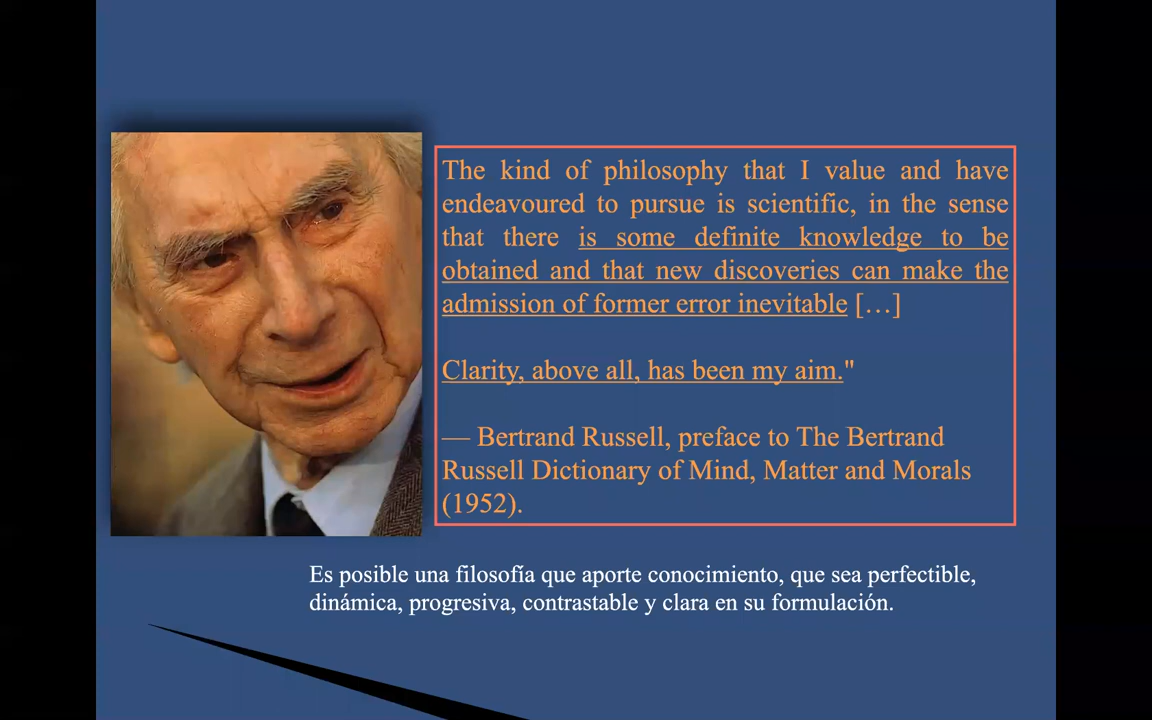 The kind of philosophy that I value and have
endeavoured to pursue is scientific, in the sense
that there is some definite knowledge to be
obtained and that new discoveries can make the
admission of former error inevitable […]
Clarity, above all, has been my aim."
— Bertrand Russell, preface to The Bertrand
Russell Dictionary of Mind, Matter and Morals
(1952).
Es posible una filosofía que aporte conocimiento, que sea perfectible,
dinámica, progresiva, contrastable y clara en su formulación.